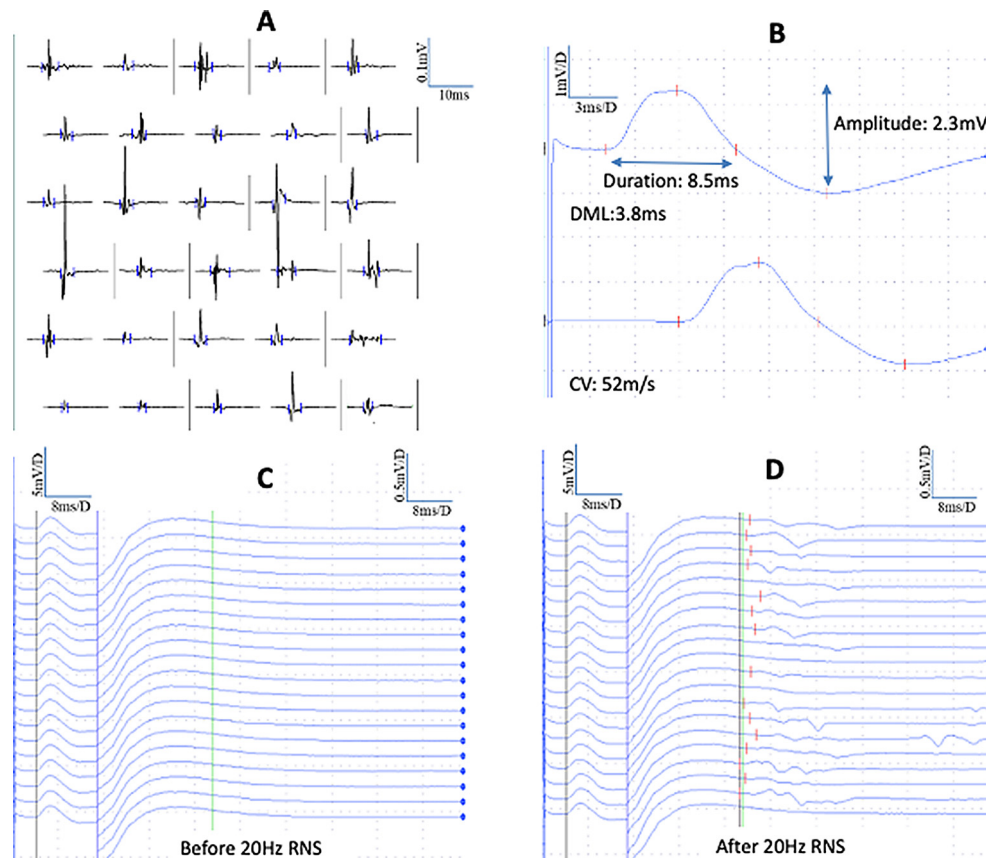 A
0.1mV
10ms
B
1mV/D
3ms/D
Amplitude: 2.3mV
Duration: 8.5ms
DML:3.8ms
CV: 52m/s
C
5mV/D
8ms/D
0.5mV/D
8ms/D
Before 20Hz RNS
D
5mV/D
8ms/D
0.5mV/D
8ms/D
After 20Hz RNS